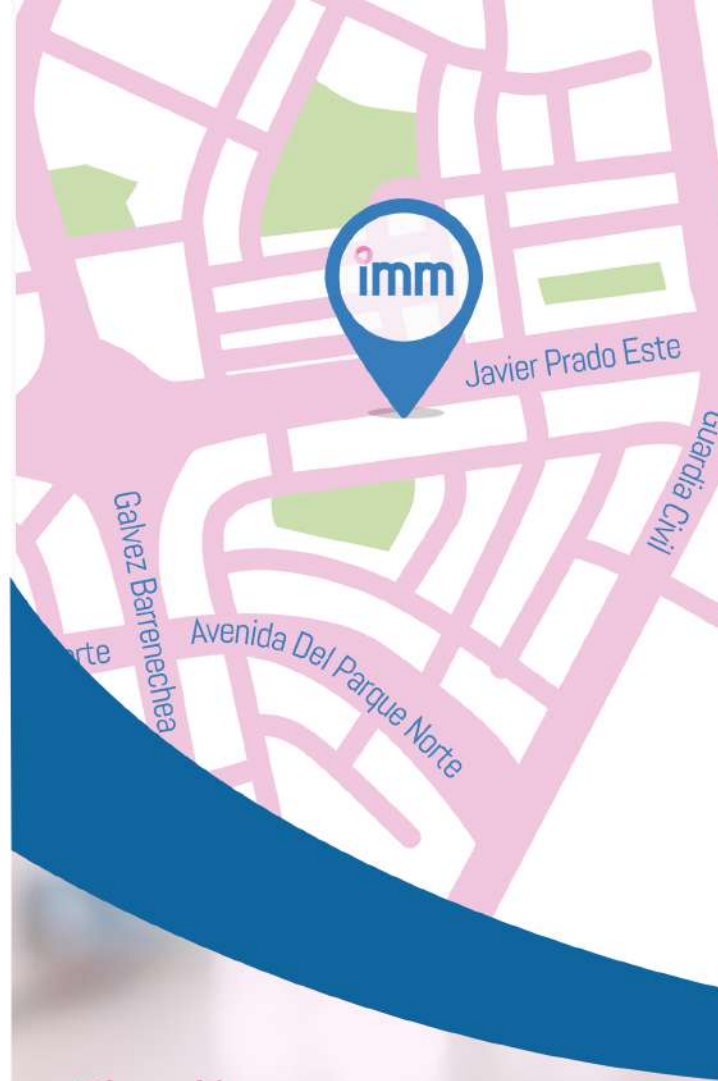 imm
Javier Prado Este
Guardia Civil
Galvez Barrenechea
Avenida Del Parque Norte
rte